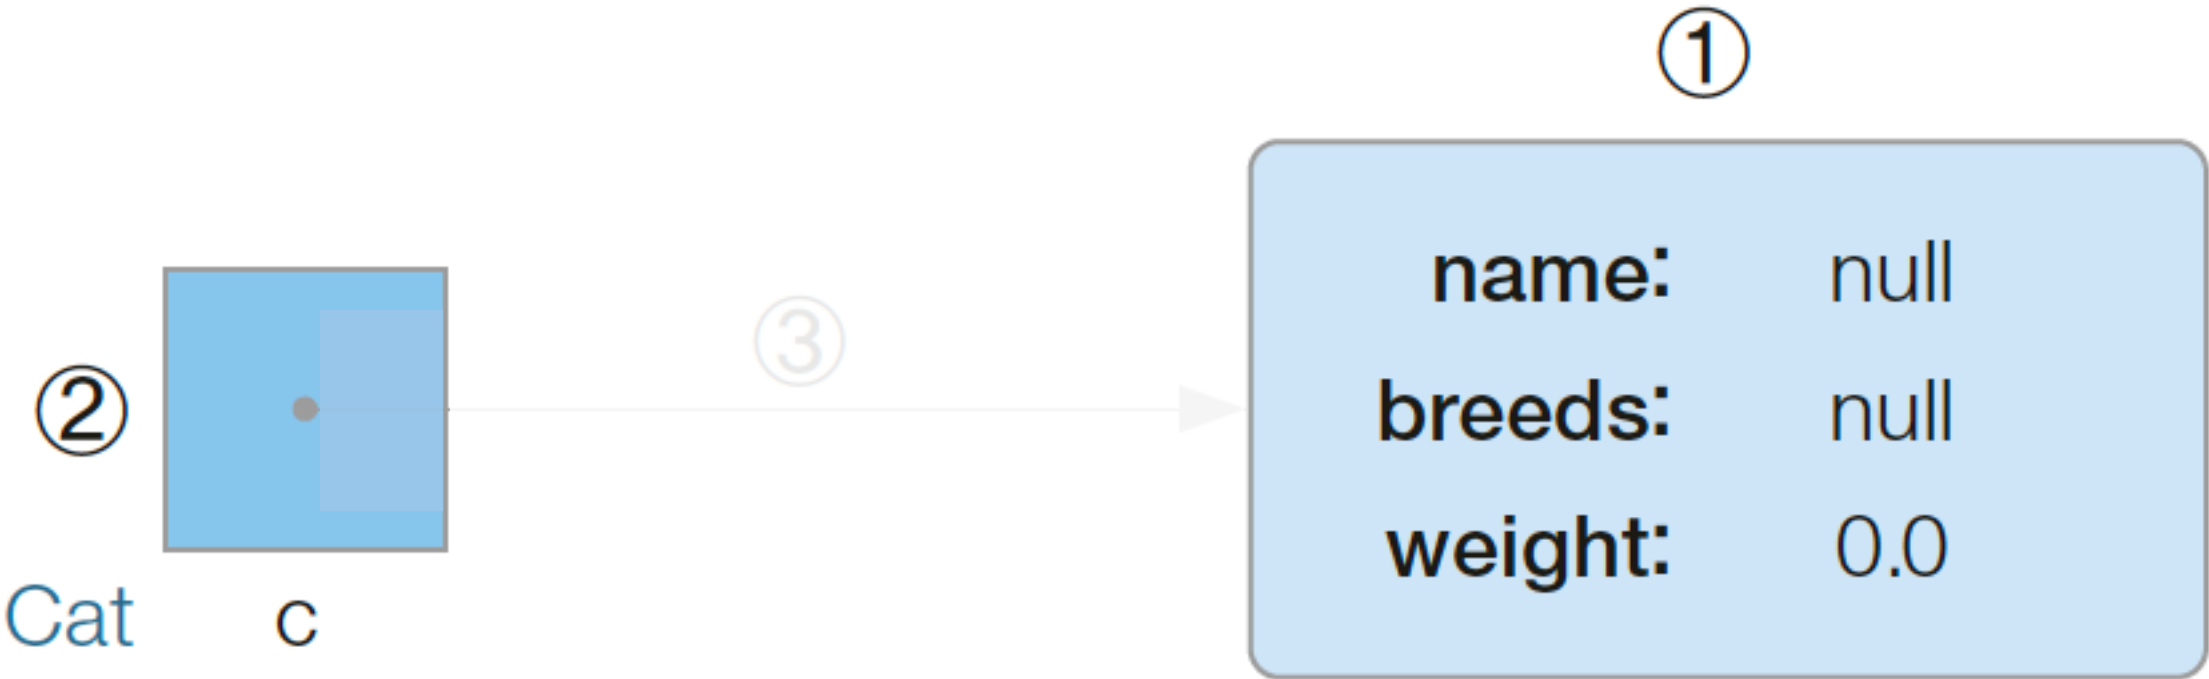 ①
name: null
② ③
breeds: null
weight: 0.0
Cat c